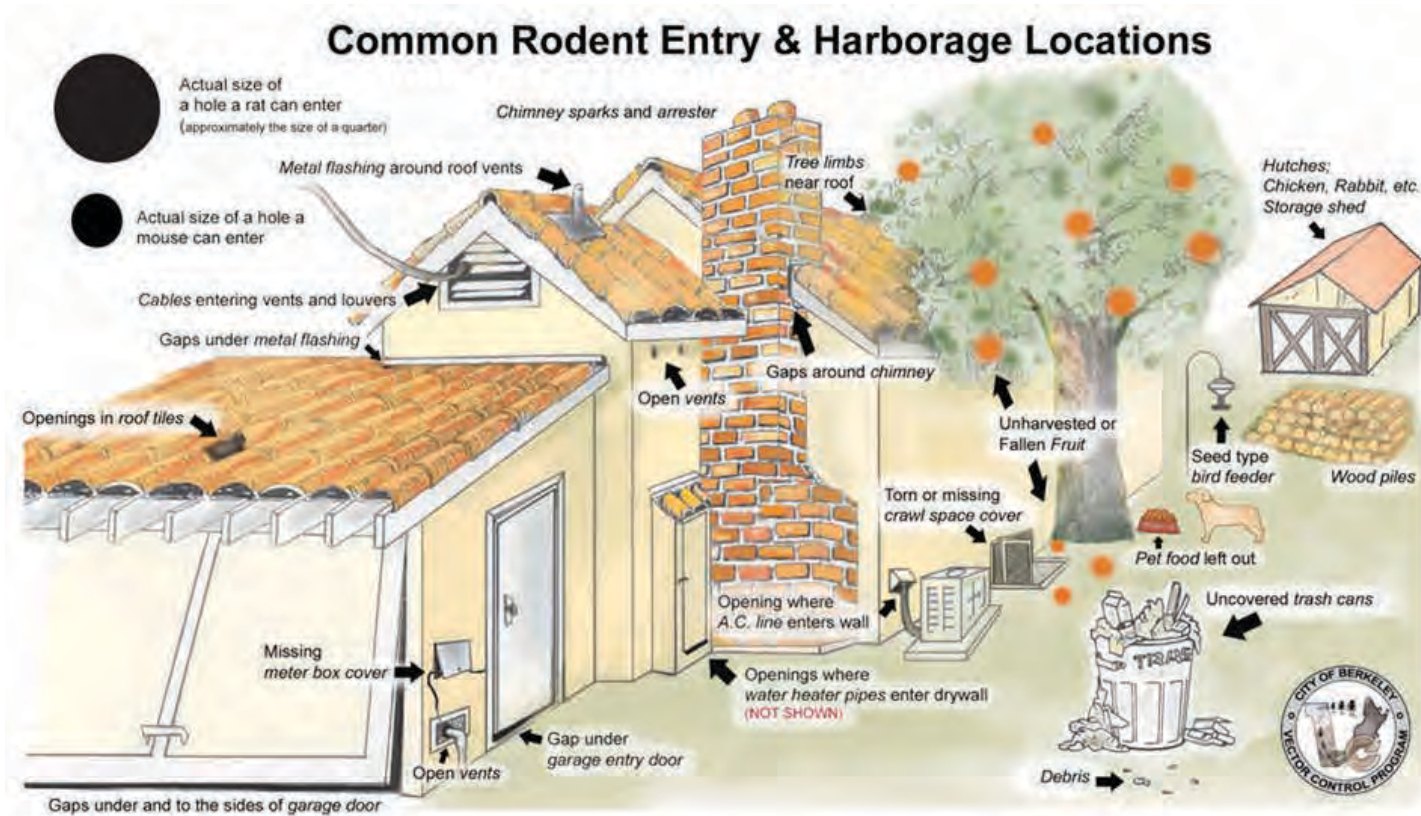 Common Rodent Entry & Harborage Locations
Actual size of
a hole a rat can enter
(approximately the size of a quarter)
Chimney sparks and arrester
Metal flashing around roof vents
Tree limbs
near roof
Hutches;
Chicken, Rabbit, etc.
Storage shed
Actual size of a hole a
mouse can enter
Cables entering vents and louvers
Gaps under metal flashing
Gaps around chimney
Open vents
Openings in roof tiles
Unharvested or
Fallen Fruit
Seed type
bird feeder
Wood piles
Torn or missing
crawl space cover
Pet food left out
Opening where
A.C. line enters wall
Uncovered trash cans
TRASH
Missing
meter box cover
Openings where
water heater pipes enter drywall
(NOT SHOWN)
Gap under
garage entry door
Open vents
Debris
Gaps under and to the sides of garage door
CITY OF BERKELEY
VECTOR CONTROL PROGRAM